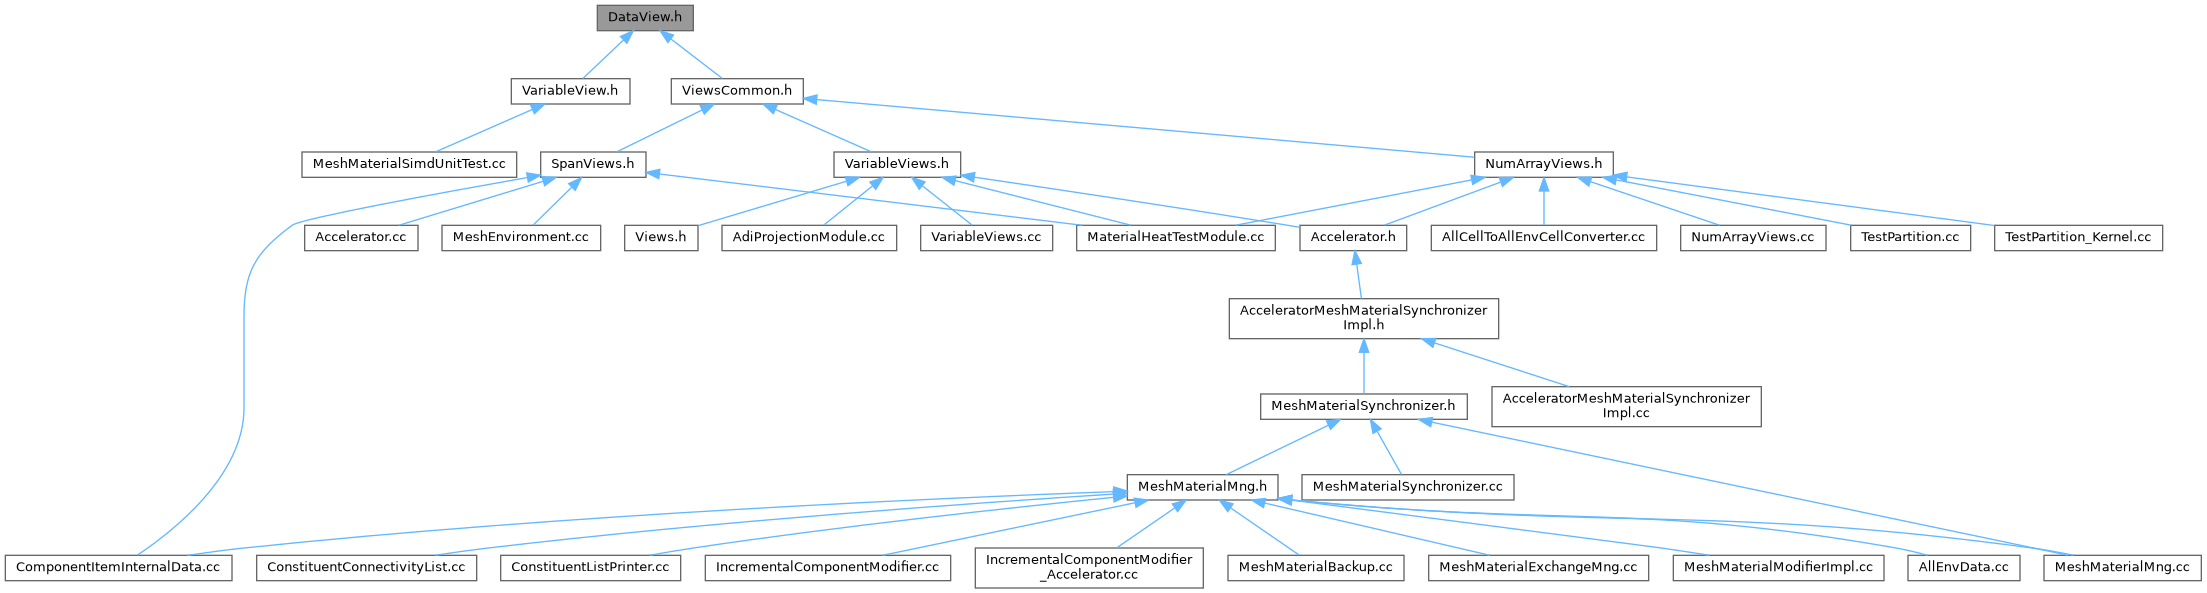 DataView.h
VariableView.h
ViewsCommon.h
MeshMaterialSimdUnitTest.cc
SpanViews.h
VariableViews.h
NumArrayViews.h
Accelerator.cc
MeshEnvironment.cc
Views.h
AdiProjectionModule.cc
VariableViews.cc
MaterialHeatTestModule.cc
Accelerator.h
AllCellToAllEnvCellConverter.cc
NumArrayViews.cc
TestPartition.cc
TestPartition_Kernel.cc
AcceleratorMeshMaterialSynchronizer
Impl.h
MeshMaterialSynchronizer.h
AcceleratorMeshMaterialSynchronizer
Impl.cc
MeshMaterialMng.h
MeshMaterialSynchronizer.cc
ComponentItemInternalData.cc
ConstituentConnectivityList.cc
ConstituentListPrinter.cc
IncrementalComponentModifier.cc
IncrementalComponentModifier
_Accelerator.cc
MeshMaterialBackup.cc
MeshMaterialExchangeMng.cc
MeshMaterialModifierImpl.cc
AllEnvData.cc
MeshMaterialMng.cc